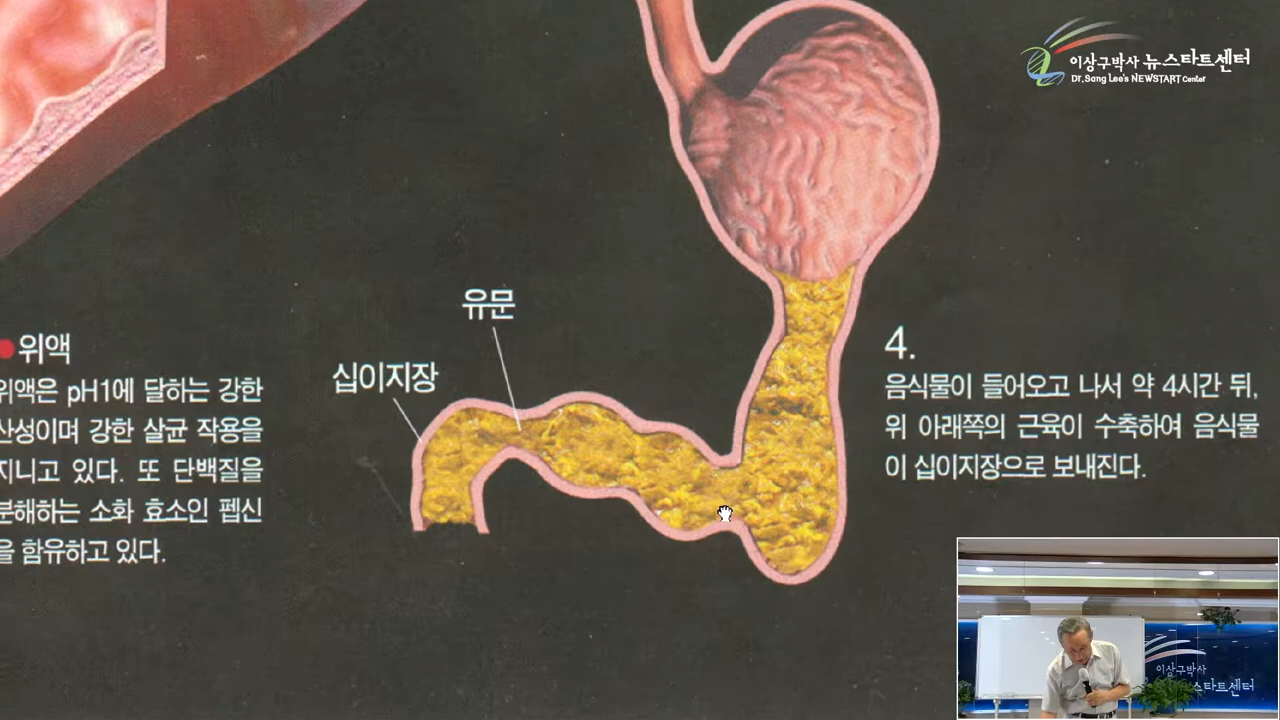 이상구박사 뉴스타트센터
Dr. Sang Lee's NEWSTART Center
유문
십이지장
위액
위액은 pH1에 달하는 강한
산성이며 강한 살균 작용을
지니고 있다. 또 단백질을
분해하는 소화 효소인 펩신
을 함유하고 있다.
4.
음식물이 들어오고 나서 약 4시간 뒤,
위 아래쪽의 근육이 수축하여 음식물
이 십이지장으로 보내진다.
이상구박사
스타트센터